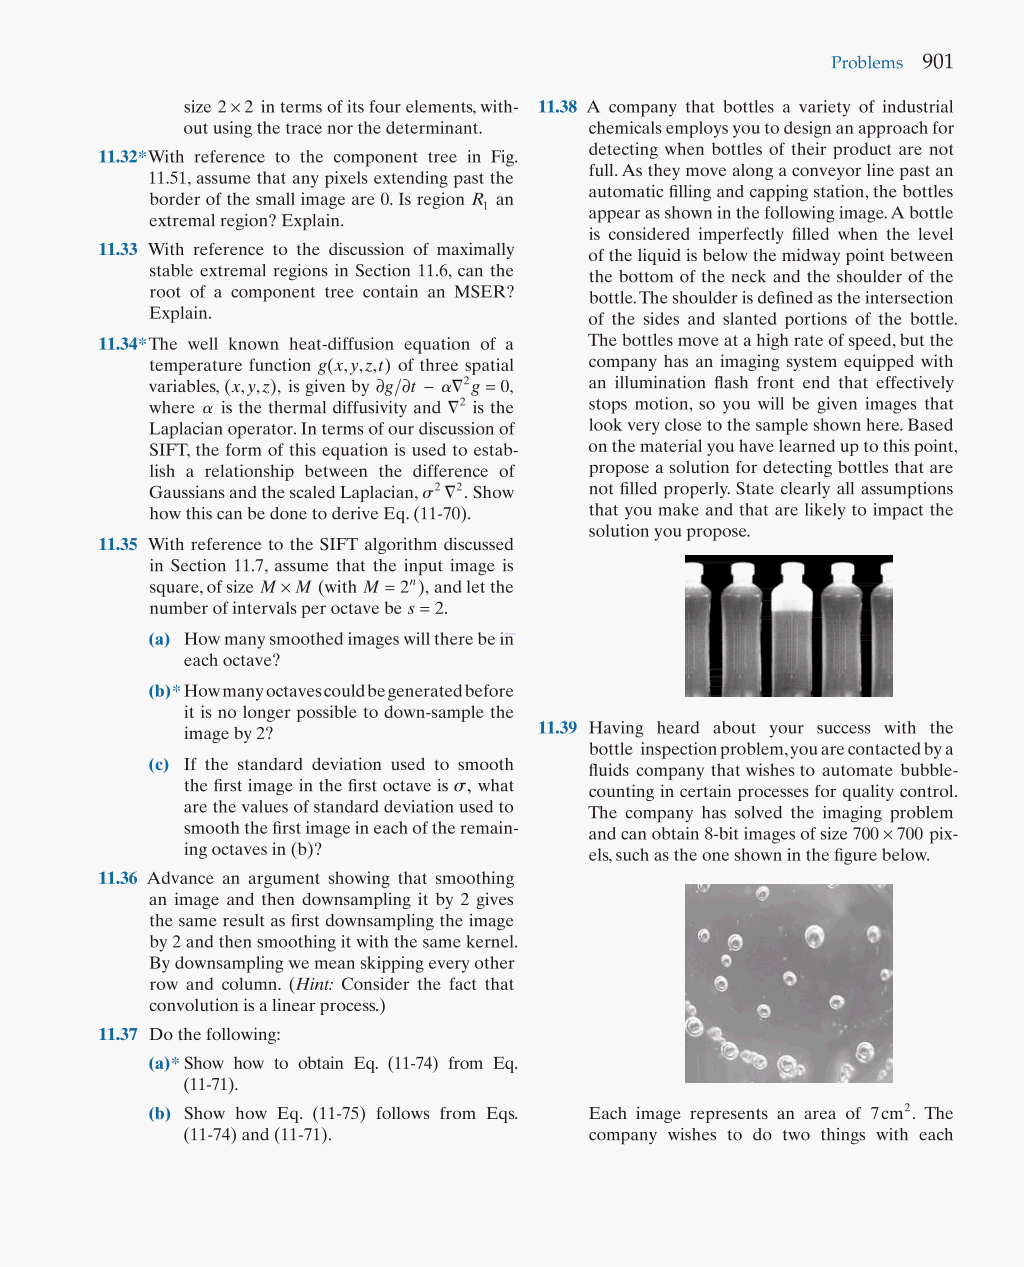 Problems 901
size 2 × 2 in terms of its four elements, with-
out using the trace nor the determinant.
11.32* With reference to the component tree in Fig.
11.51, assume that any pixels extending past the
border of the small image are 0. Is region R₁ an
extremal region? Explain.
11.33 With reference to the discussion of maximally
stable extremal regions in Section 11.6, can the
root of a component tree contain an MSER?
Explain.
11.34* The well known heat-diffusion equation of a
temperature function g(x, y, z, t) of three spatial
variables, (x, y, z), is given by ∂g/∂t − α∇²g = 0,
where α is the thermal diffusivity and ∇² is the
Laplacian operator. In terms of our discussion of
SIFT, the form of this equation is used to estab-
lish a relationship between the difference of
Gaussians and the scaled Laplacian, σ²∇². Show
how this can be done to derive Eq. (11-70).
11.35 With reference to the SIFT algorithm discussed
in Section 11.7, assume that the input image is
square, of size M × M (with M = 2ⁿ), and let the
number of intervals per octave be s = 2.
(a) How many smoothed images will there be in
each octave?
(b)* How many octaves could be generated before
it is no longer possible to down-sample the
image by 2?
(c) If the standard deviation used to smooth
the first image in the first octave is σ, what
are the values of standard deviation used to
smooth the first image in each of the remain-
ing octaves in (b)?
11.36 Advance an argument showing that smoothing
an image and then downsampling it by 2 gives
the same result as first downsampling the image
by 2 and then smoothing it with the same kernel.
By downsampling we mean skipping every other
row and column. (Hint: Consider the fact that
convolution is a linear process.)
11.37 Do the following:
(a)* Show how to obtain Eq. (11-74) from Eq.
(11-71).
(b) Show how Eq. (11-75) follows from Eqs.
(11-74) and (11-71).
11.38 A company that bottles a variety of industrial
chemicals employs you to design an approach for
detecting when bottles of their product are not
full. As they move along a conveyor line past an
automatic filling and capping station, the bottles
appear as shown in the following image. A bottle
is considered imperfectly filled when the level
of the liquid is below the midway point between
the bottom of the neck and the shoulder of the
bottle. The shoulder is defined as the intersection
of the sides and slanted portions of the bottle.
The bottles move at a high rate of speed, but the
company has an imaging system equipped with
an illumination flash front end that effectively
stops motion, so you will be given images that
look very close to the sample shown here. Based
on the material you have learned up to this point,
propose a solution for detecting bottles that are
not filled properly. State clearly all assumptions
that you make and that are likely to impact the
solution you propose.
11.39 Having heard about your success with the
bottle inspection problem, you are contacted by a
fluids company that wishes to automate bubble-
counting in certain processes for quality control.
The company has solved the imaging problem
and can obtain 8-bit images of size 700 × 700 pix-
els, such as the one shown in the figure below.
Each image represents an area of 7 cm². The
company wishes to do two things with each